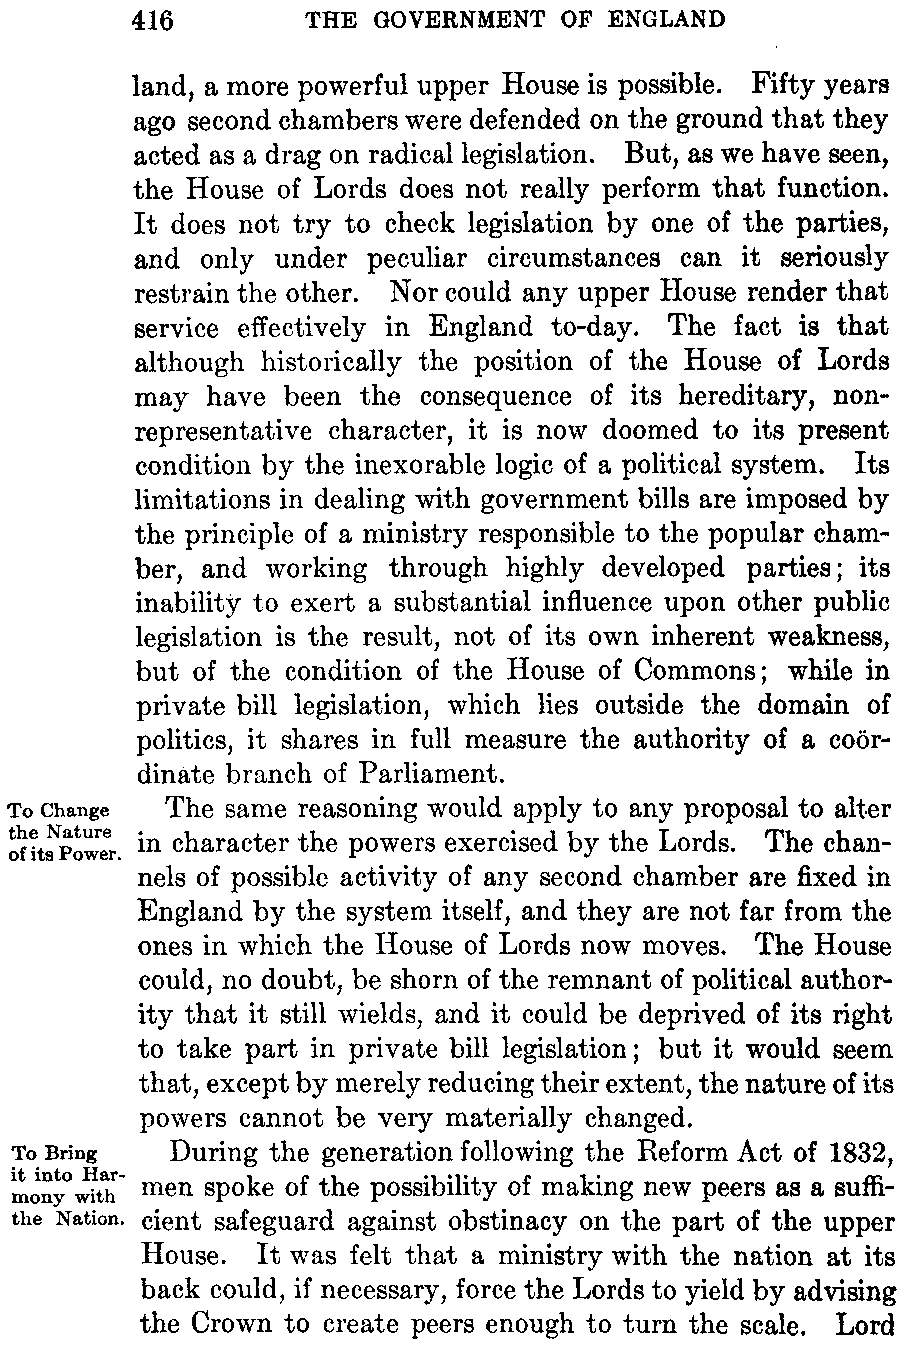 416 THE GOVERNMENT OF ENGLAND
land, a more powerful upper House is possible. Fifty years
ago second chambers were defended on the ground that they
acted as a drag on radical legislation. But, as we have seen,
the House of Lords does not really perform that function.
It does not try to check legislation by one of the parties,
and only under peculiar circumstances can it seriously
restrain the other. Nor could any upper House render that
service effectively in England to-day. The fact is that
although historically the position of the House of Lords
may have been the consequence of its hereditary, non-
representative character, it is now doomed to its present
condition by the inexorable logic of a political system. Its
limitations in dealing with government bills are imposed by
the principle of a ministry responsible to the popular cham-
ber, and working through highly developed parties; its
inability to exert a substantial influence upon other public
legislation is the result, not of its own inherent weakness,
but of the condition of the House of Commons; while in
private bill legislation, which lies outside the domain of
politics, it shares in full measure the authority of a coör-
dinate branch of Parliament.
To Change
the Nature
of its Power.
The same reasoning would apply to any proposal to alter
in character the powers exercised by the Lords. The chan-
nels of possible activity of any second chamber are fixed in
England by the system itself, and they are not far from the
ones in which the House of Lords now moves. The House
could, no doubt, be shorn of the remnant of political author-
ity that it still wields, and it could be deprived of its right
to take part in private bill legislation; but it would seem
that, except by merely reducing their extent, the nature of its
powers cannot be very materially changed.
To Bring
it into Har-
mony with
the Nation.
During the generation following the Reform Act of 1832,
men spoke of the possibility of making new peers as a suffi-
cient safeguard against obstinacy on the part of the upper
House. It was felt that a ministry with the nation at its
back could, if necessary, force the Lords to yield by advising
the Crown to create peers enough to turn the scale. Lord